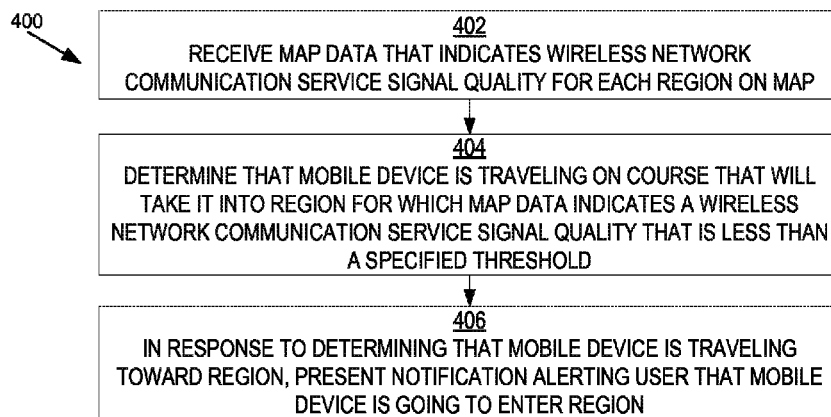 400
402
RECEIVE MAP DATA THAT INDICATES WIRELESS NETWORK
COMMUNICATION SERVICE SIGNAL QUALITY FOR EACH REGION ON MAP
404
DETERMINE THAT MOBILE DEVICE IS TRAVELING ON COURSE THAT WILL
TAKE IT INTO REGION FOR WHICH MAP DATA INDICATES A WIRELESS
NETWORK COMMUNICATION SERVICE SIGNAL QUALITY THAT IS LESS THAN
A SPECIFIED THRESHOLD
406
IN RESPONSE TO DETERMINING THAT MOBILE DEVICE IS TRAVELING
TOWARD REGION, PRESENT NOTIFICATION ALERTING USER THAT MOBILE
DEVICE IS GOING TO ENTER REGION